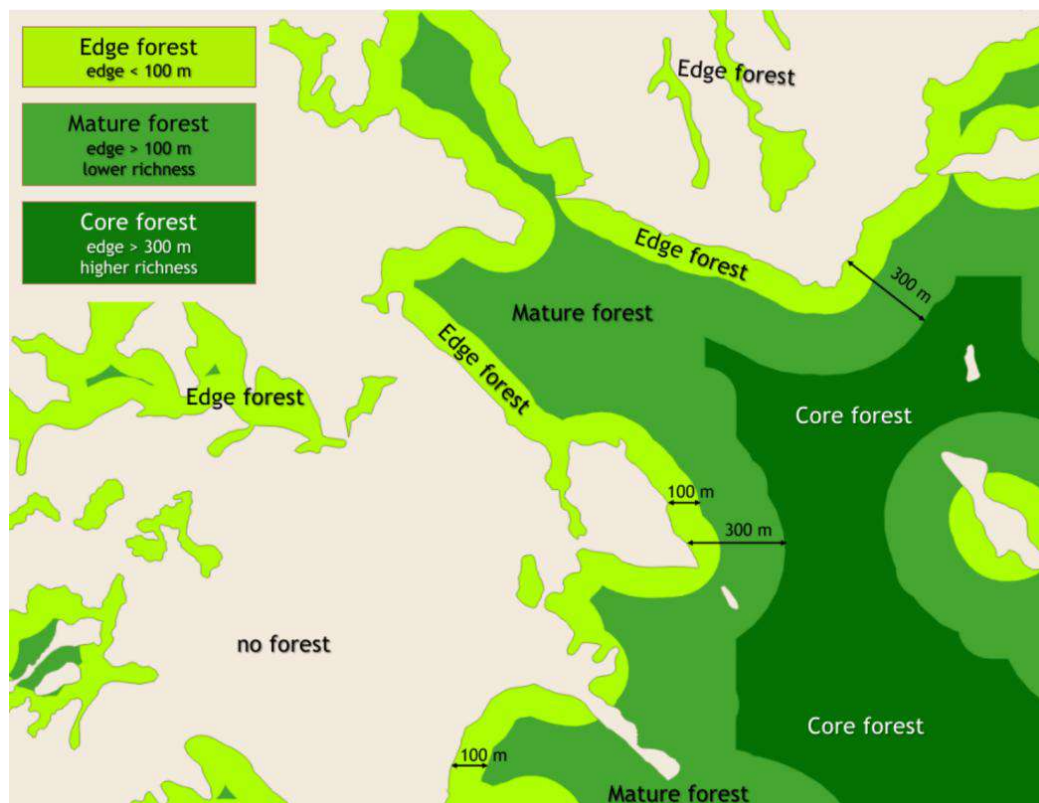 Edge forest
edge < 100 m
Mature forest
edge > 100 m
lower richness
Core forest
edge > 300 m
higher richness
Edge forest
Edge forest
300 m
Mature forest
Edge forest
Edge forest
Core forest
100 m
300 m
no forest
Core forest
100 m
Mature forest